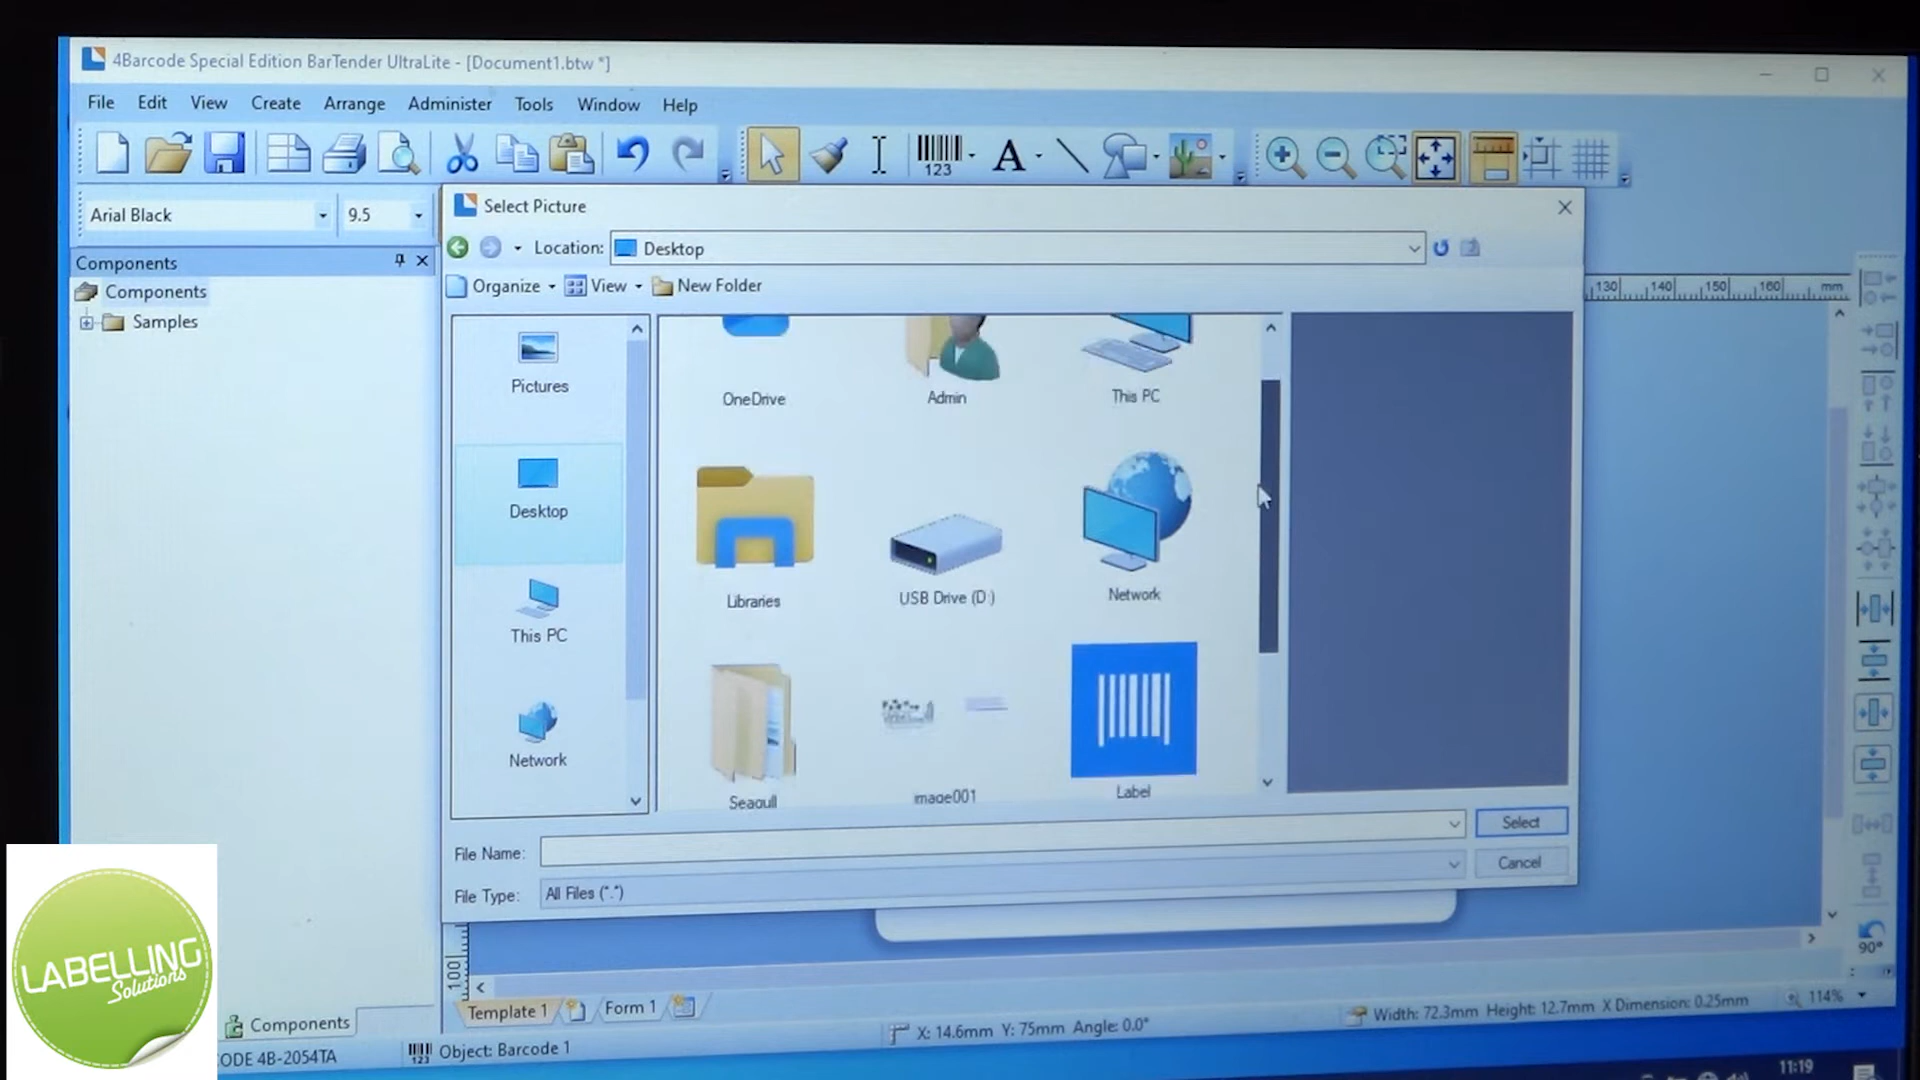 4Barcode Special Edition BarTender UltraLite - [Document1.btw *]
File Edit View Create Arrange Administer Tools Window Help
123
A
Arial Black 9.5
Select Picture
Location: Desktop
Organize View New Folder
Components
Components
Samples
130 140 150 160 mm
Pictures
Desktop
This PC
Network
OneDrive
Admin
This PC
Libraries
USB Drive (D:)
Network
Seagull
image001
Label
File Name:
Select
File Type: All Files (*.*)
Cancel
100
90°
Template 1 Form 1
Components
Width: 72.3mm Height: 12.7mm X Dimension: 0.25mm 114%
X: 14.6mm Y: 75mm Angle: 0.0°
CODE 4B-2054TA
123
Object: Barcode 1
11:19
LABELLING
Solutions